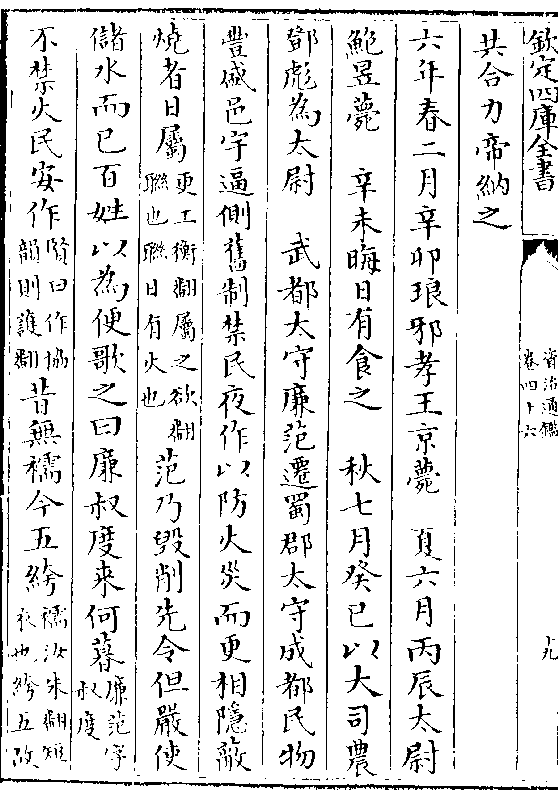 欽定四庫全書
資治通鑑
卷四十六
十九
共合力帝納之
六年春二月辛卯琅邪孝王京薨　夏六月丙辰太尉
鮑昱薨　辛未晦日有食之　秋七月癸巳以大司農
鄧彪為太尉　武都太守廉范遷蜀郡太守成都民物
豐盛邑宇逼側舊制禁民夜作以防火災而更相隱蔽
燒者日屬更工衡翻屬之欲翻聯也聯日有火也范乃毀削先令但嚴使
儲水而已百姓以為便歌之曰廉叔度來何暮廉范字叔度
不禁火民安作賢曰作協韻則護翻昔無襦今五絝襦汝朱翻短衣也絝五故